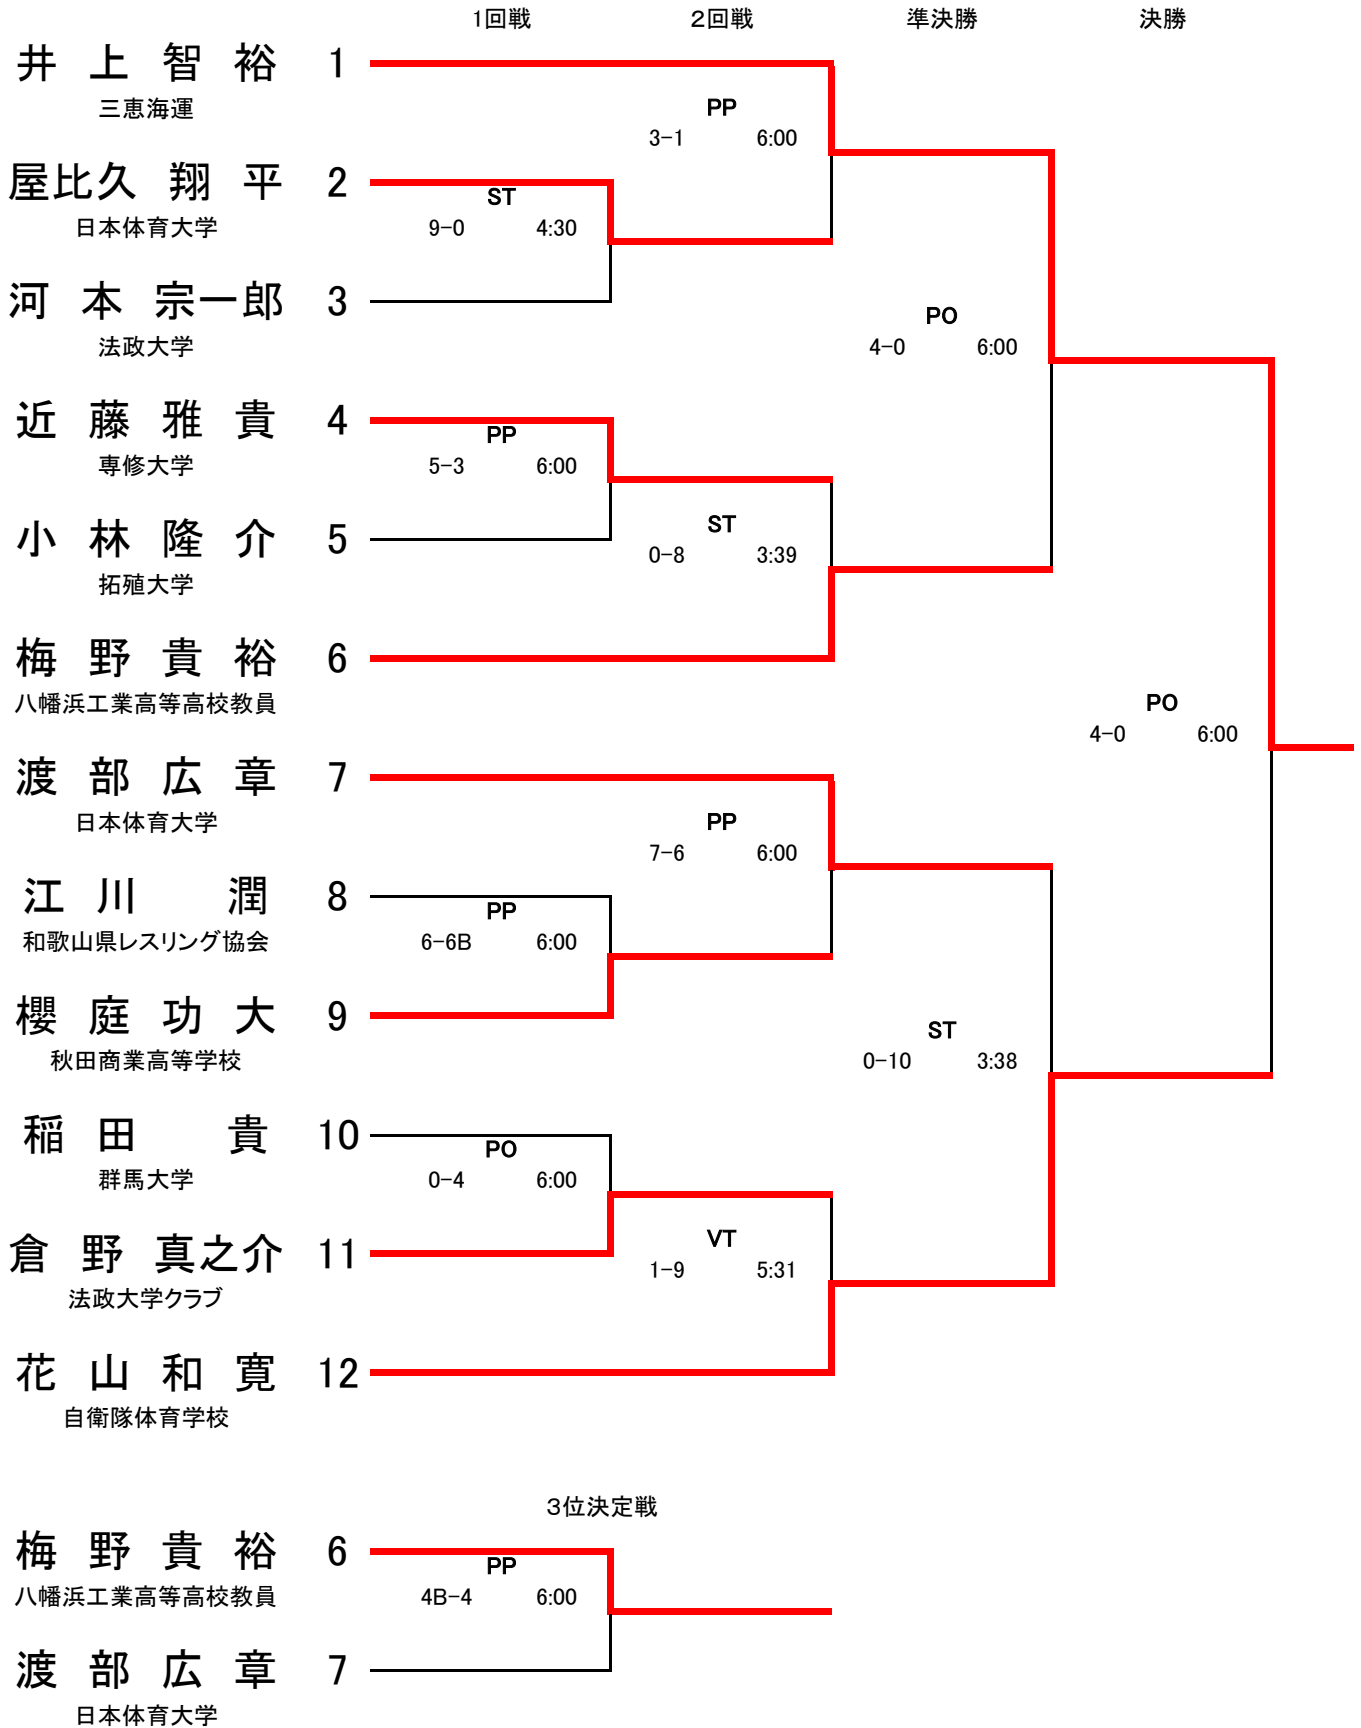 1回戦 2回戦 準決勝 決勝
井上智裕 1
三恵海運
PP
3-1 6:00
屋比久翔平 2
日本体育大学
ST
9-0 4:30
河本宗一郎 3
法政大学
PO
4-0 6:00
近藤雅貴 4
専修大学
PP
5-3 6:00
小林隆介 5
拓殖大学
ST
0-8 3:39
梅野貴裕 6
八幡浜工業高等高校教員
PO
4-0 6:00
渡部広章 7
日本体育大学
PP
7-6 6:00
江川潤 8
和歌山県レスリング協会
PP
6-6B 6:00
櫻庭功大 9
秋田商業高等学校
ST
0-10 3:38
稲田貴 10
群馬大学
PO
0-4 6:00
倉野真之介 11
法政大学クラブ
VT
1-9 5:31
花山和寛 12
自衛隊体育学校
3位決定戦
梅野貴裕 6
八幡浜工業高等高校教員
PP
4B-4 6:00
渡部広章 7
日本体育大学